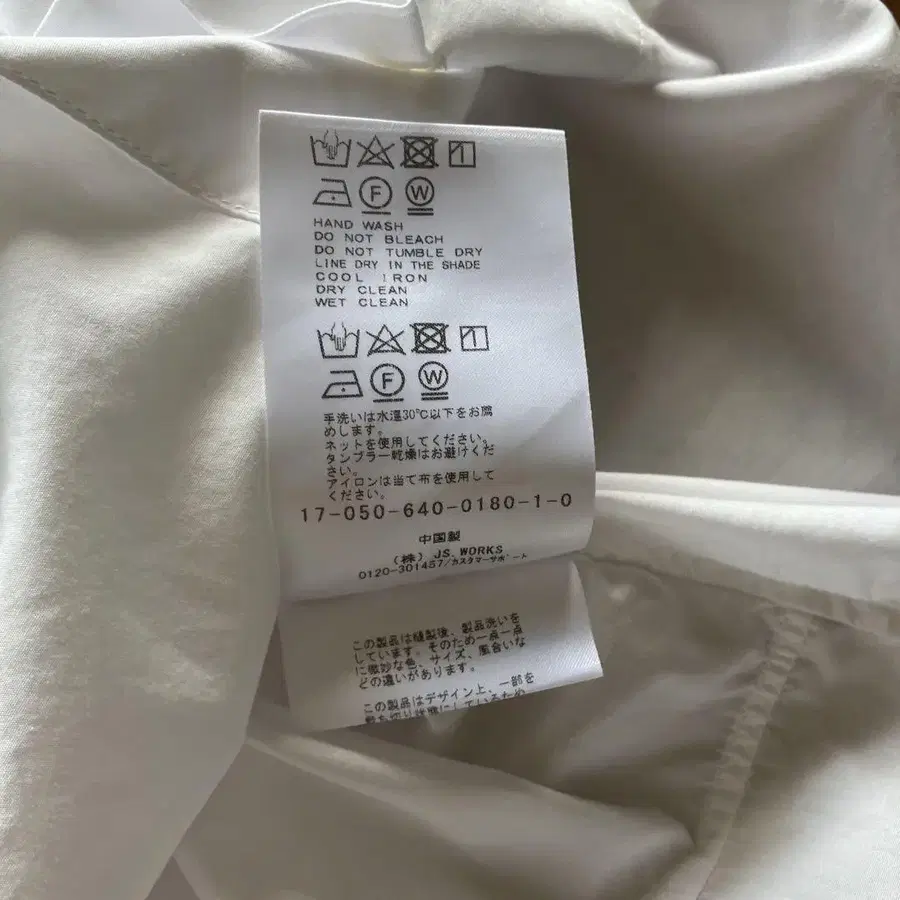 HAND WASH
DO NOT BLEACH
DO NOT TUMBLE DRY
LINE DRY IN THE SHADE
COOL IRON
DRY CLEAN
WET CLEAN
手洗いは水温30℃以下をお薦
めします。
ネットを使用してください。
タンブラー乾燥はお避けくださ
い。
アイロンは当て布を使用して
ください。
17-050-640-0180-1-0
中国製
(株) JS.WORKS
0120-301457/カスタマーサポート
この製品は縫製後、製品洗いを
しています。そのため一点一点
に微妙な色、サイズ、風合いな
どの違いがあります。
この製品はデザイン上、一部を